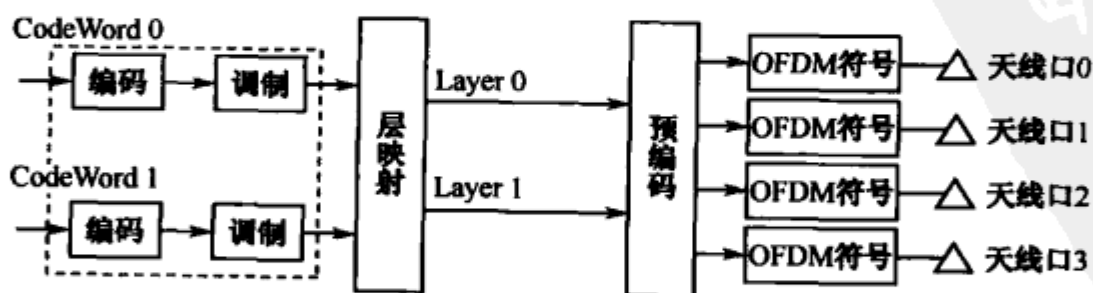 CodeWord 0
编码
调制
CodeWord 1
编码
调制
层映射
Layer 0
Layer 1
预编码
OFDM符号
天线口0
OFDM符号
天线口1
OFDM符号
天线口2
OFDM符号
天线口3